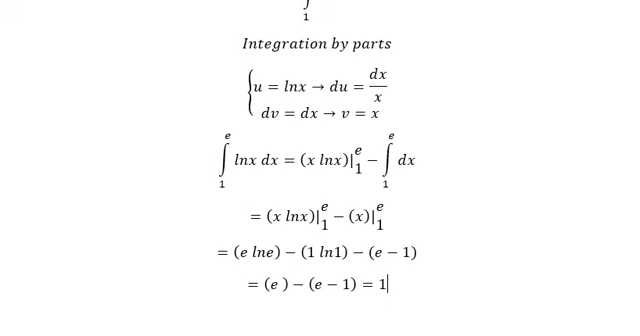 ∫₁
Integration by parts
{u = lnx → du = dx/x
dv = dx → v = x
∫₁ᵉ lnx dx = (x lnx)|₁ᵉ − ∫₁ᵉ dx
= (x lnx)|₁ᵉ − (x)|₁ᵉ
= (e lne) − (1 ln1) − (e − 1)
= (e ) − (e − 1) = 1